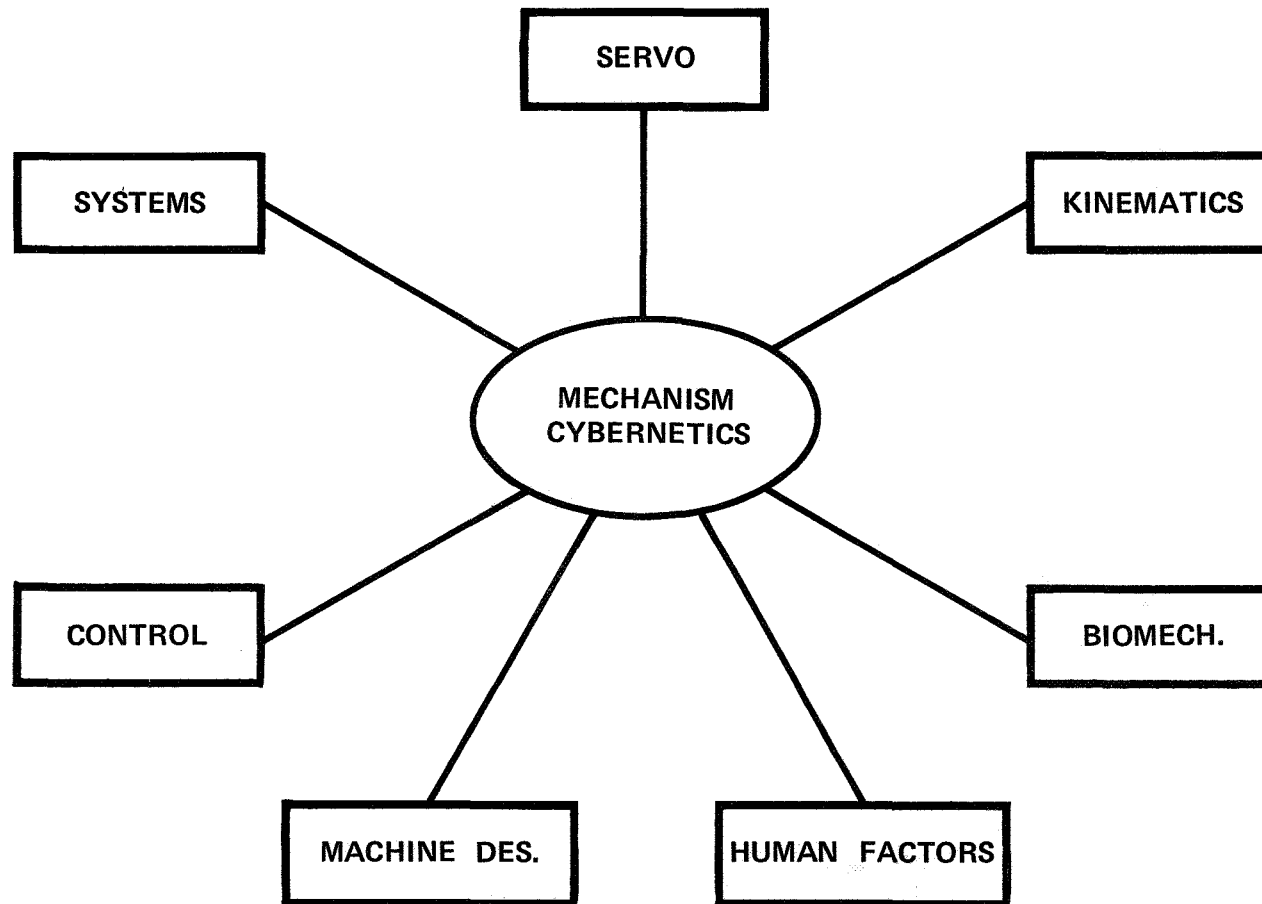 SERVO
SYSTEMS
KINEMATICS
MECHANISM
CYBERNETICS
CONTROL
BIOMECH.
MACHINE DES.
HUMAN FACTORS